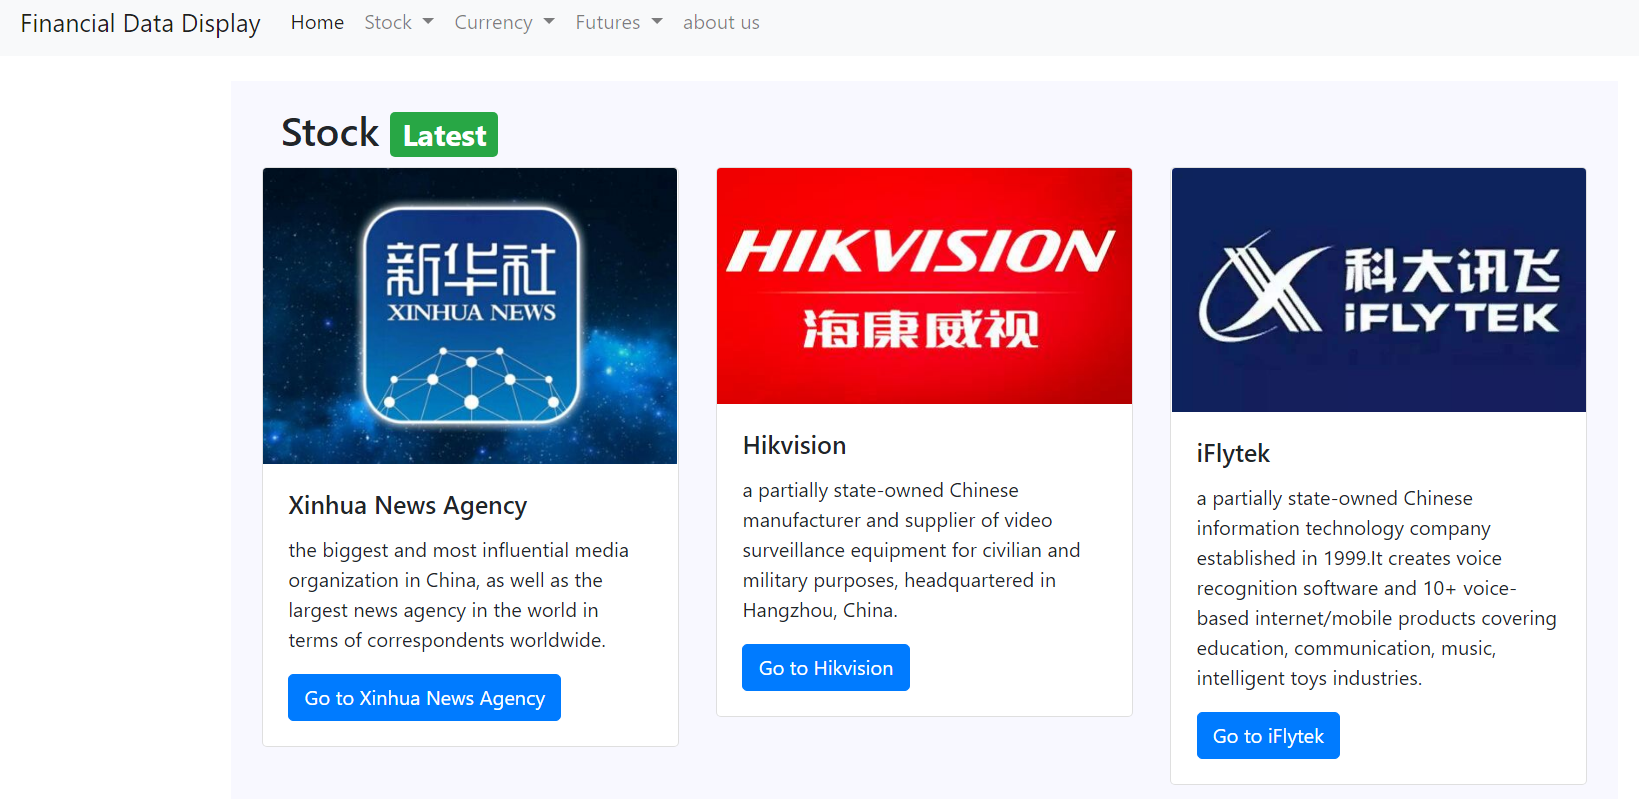 Financial Data Display Home Stock Currency Futures about us
Stock Latest
新华社
XINHUA NEWS
Xinhua News Agency
the biggest and most influential media
organization in China, as well as the
largest news agency in the world in
terms of correspondents worldwide.
Go to Xinhua News Agency
HIKVISION
海康威视
Hikvision
a partially state-owned Chinese
manufacturer and supplier of video
surveillance equipment for civilian and
military purposes, headquartered in
Hangzhou, China.
Go to Hikvision
科大讯飞
iFLYTEK
iFlytek
a partially state-owned Chinese
information technology company
established in 1999.It creates voice
recognition software and 10+ voice-
based internet/mobile products covering
education, communication, music,
intelligent toys industries.
Go to iFlytek